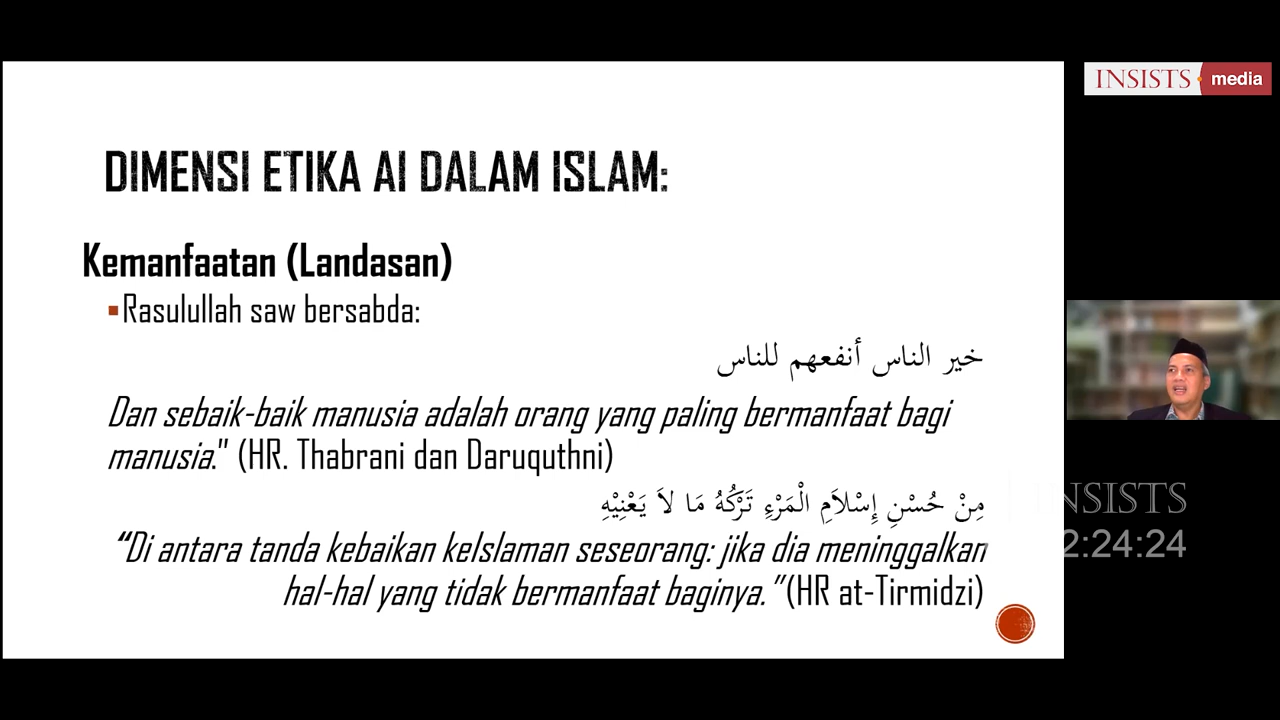 INSISTS media
DIMENSI ETIKA AI DALAM ISLAM:
Kemanfaatan (Landasan)
Rasulullah saw bersabda:
خير الناس أنفعهم للناس
Dan sebaik-baik manusia adalah orang yang paling bermanfaat bagi
manusia." (HR. Thabrani dan Daruquthni)
مِنْ حُسْنِ إِسْلاَمِ الْمَرْءِ تَرْكُهُ مَا لاَ يَعْنِيْهِ
“Di antara tanda kebaikan keIslaman seseorang: jika dia meninggalkan
hal-hal yang tidak bermanfaat baginya.”(HR at-Tirmidzi)
INSISTS
2:24:24